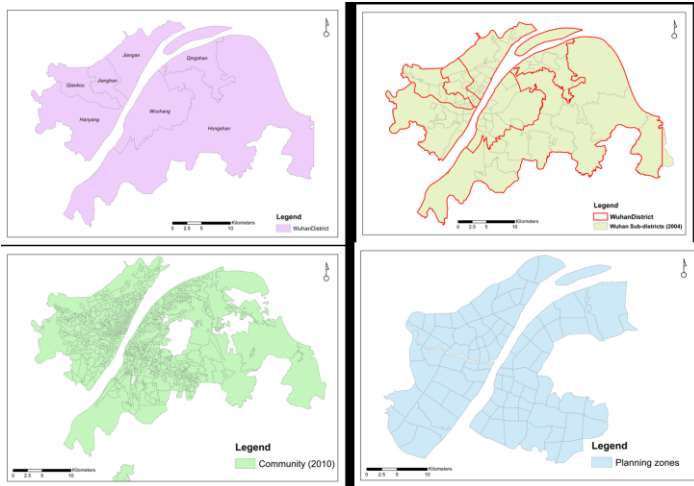 Jiangan
Qingshan
Qiaokou
Jianghan
Wuchang
Hanyang
Hongshan
Kilometers
0 2.5 5 10
Legend
WuhanDistrict
Kilometers
0 2.5 5 10
Legend
WuhanDistrict
Wuhan Sub-districts (2004)
Legend
Community (2010)
Kilometers
0 2.5 5 10
Legend
Planning zones
Kilometers
0 2.5 5 10